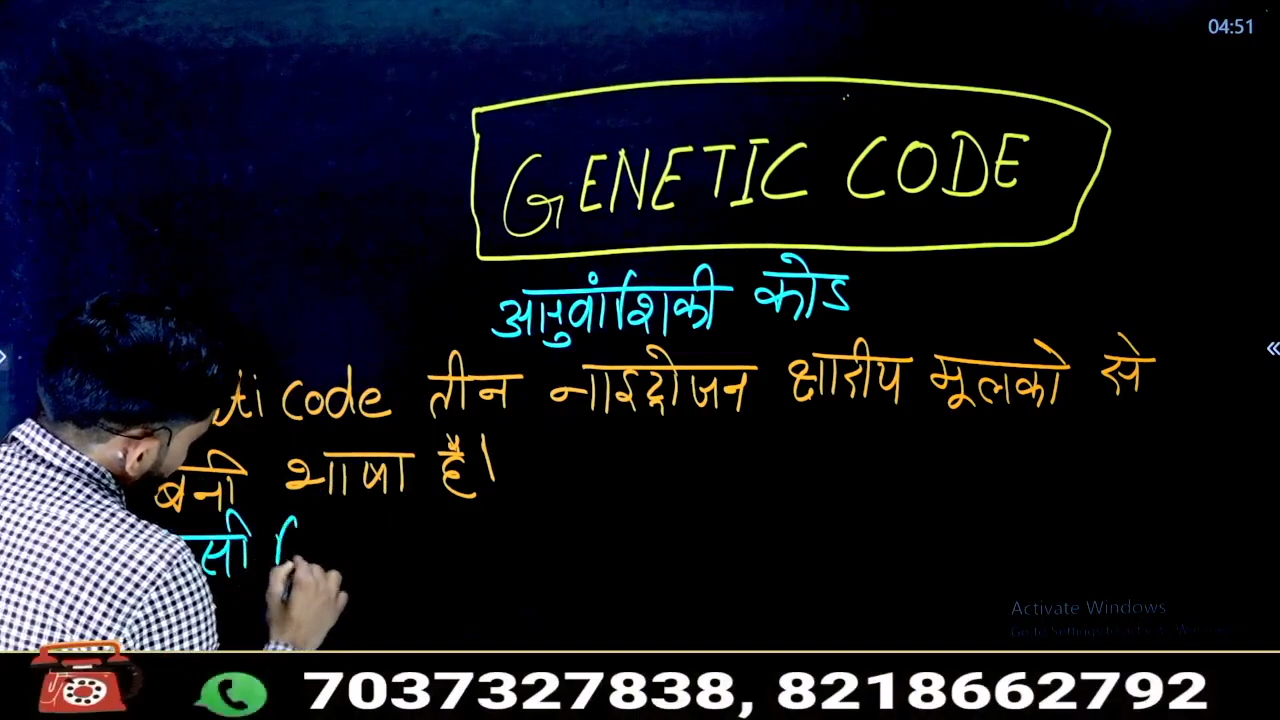 04:51
GENETIC CODE
आनुवांशिकी कोड
ti code तीन नाइट्रोजन क्षारीय मूलको से
बनी भाषा है।
सी
Activate Windows
7037327838, 8218662792